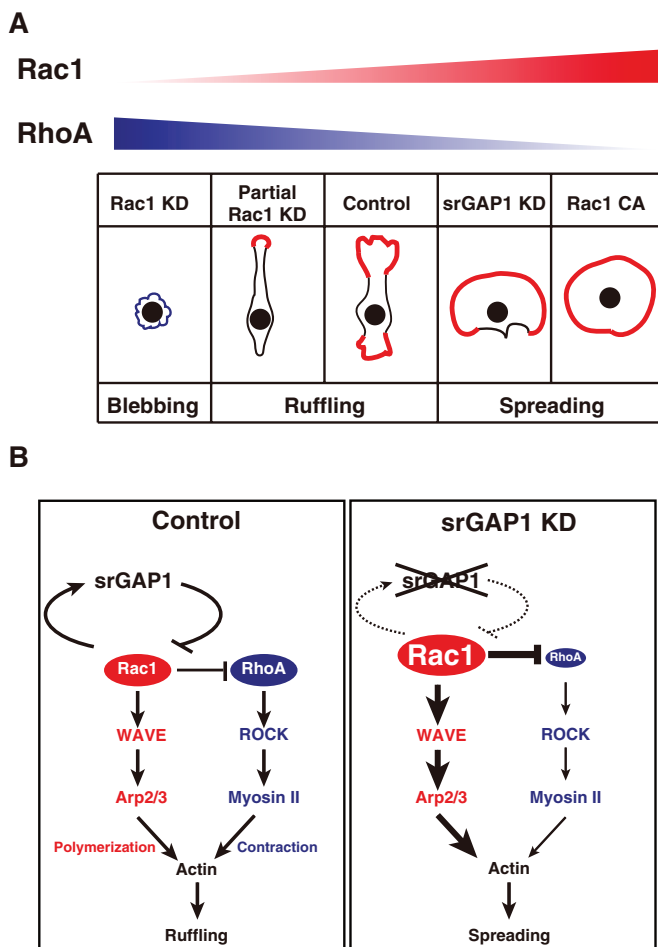 A
Rac1
RhoA
Rac1 KD
Partial
Rac1 KD
Control
srGAP1 KD
Rac1 CA
Blebbing
Ruffling
Spreading
B
Control
srGAP1
Rac1
RhoA
WAVE
ROCK
Arp2/3
Myosin II
Polymerization
Contraction
Actin
Ruffling
srGAP1 KD
srGAP1
Rac1
RhoA
WAVE
ROCK
Arp2/3
Myosin II
Actin
Spreading